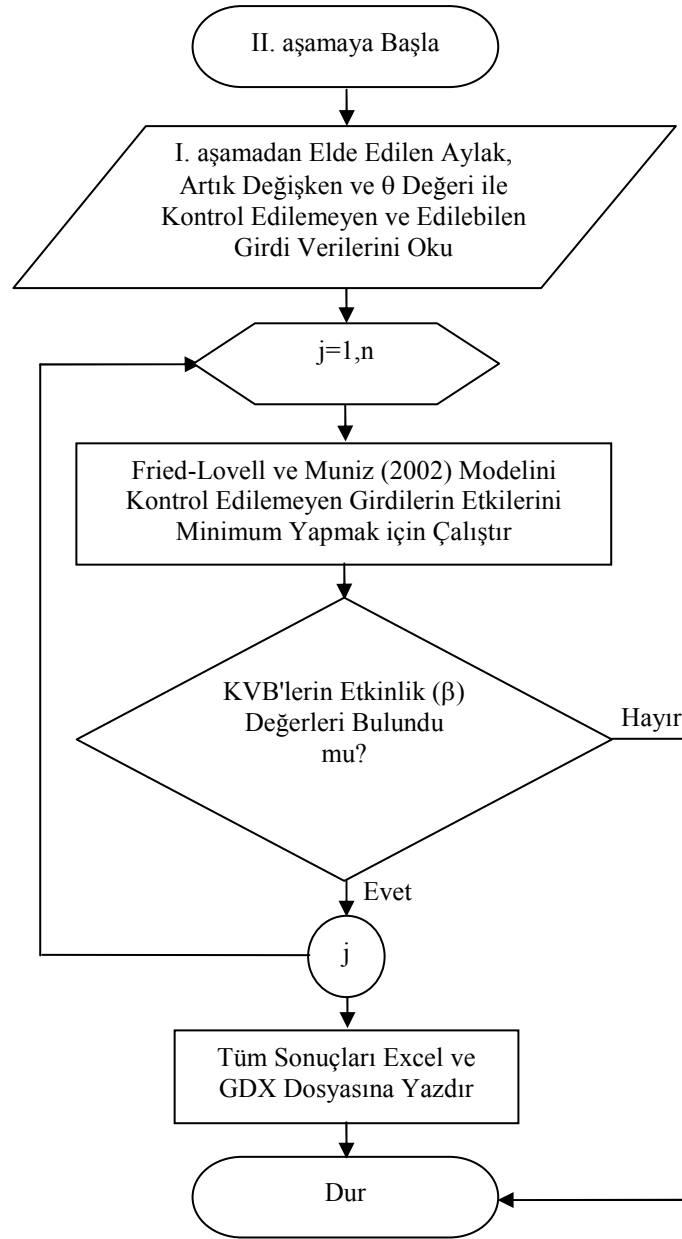 II. aşamaya Başla
I. aşamadan Elde Edilen Aylak,
Artık Değişken ve θ Değeri ile
Kontrol Edilemeyen ve Edilebilen
Girdi Verilerini Oku
j=1,n
Fried-Lovell ve Muniz (2002) Modelini
Kontrol Edilemeyen Girdilerin Etkilerini
Minimum Yapmak için Çalıştır
KVB'lerin Etkinlik (β)
Değerleri Bulundu
mu?
Hayır
Evet
j
Tüm Sonuçları Excel ve
GDX Dosyasına Yazdır
Dur